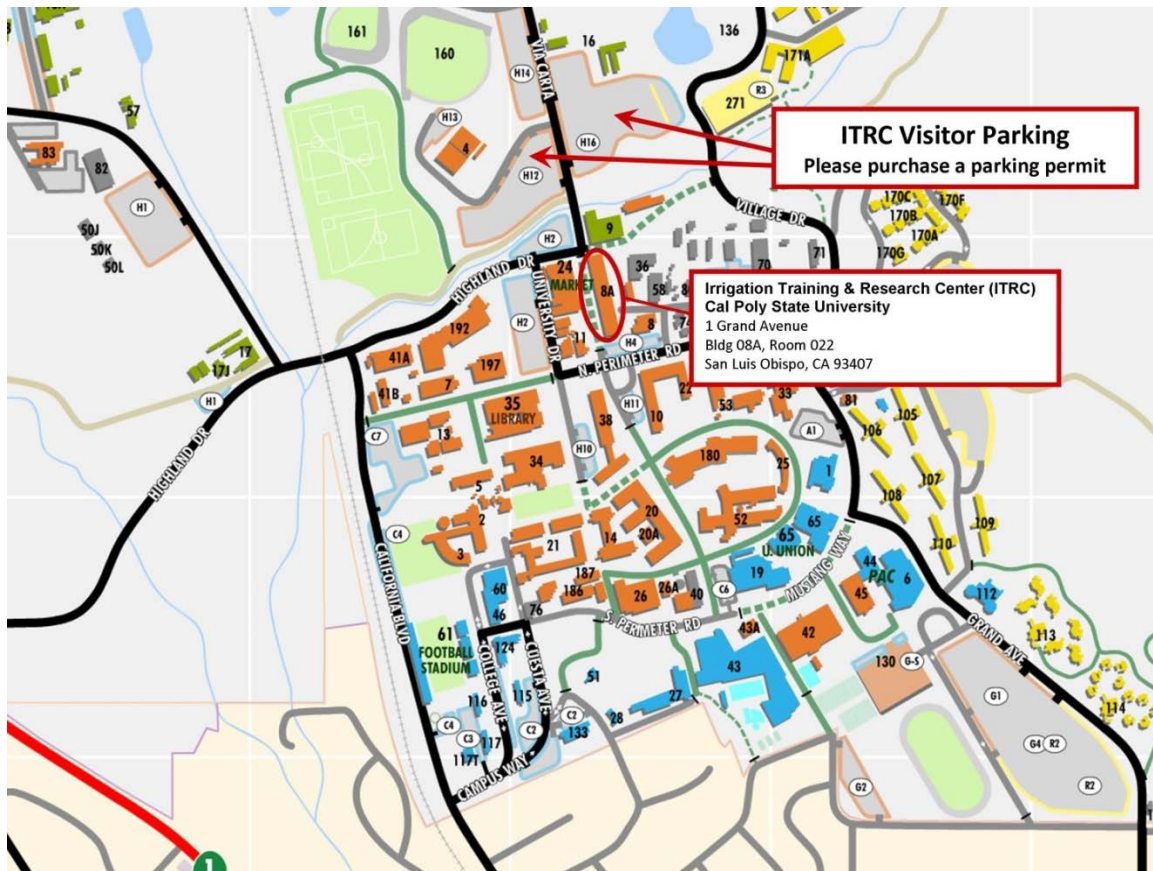 161
160
16
136
171A
H14
VIA CARTA
R3
271
57
H13
4
H16
H12
ITRC Visitor Parking
Please purchase a parking permit
83
82
H1
50J
50K
50L
VILLAGE DR
170C
170F
170B
170A
170G
9
H2
HIGHLAND DR
24
MARKET
8A
36
58
70
71
UNIVERSITY DR
H2
11
8
H4
74
N. PERIMETER RD
Irrigation Training & Research Center (ITRC)
Cal Poly State University
1 Grand Avenue
Bldg 08A, Room 022
San Luis Obispo, CA 93407
192
41A
197
41B
7
17
17J
H1
HIGHLAND DR
35
LIBRARY
38
H11
10
22
53
33
81
105
106
A1
C7
13
34
H10
180
25
1
107
108
5
2
3
C4
20
20A
14
21
52
65
65
U. UNION
109
110
CALIFORNIA BLVD
60
46
187
186
76
26
26A
40
C6
19
MUSTANG WAY
44
PAC
6
45
112
S. PERIMETER RD
43A
42
43
130
G-S
GRAND AVE
113
114
61
FOOTBALL
STADIUM
124
COLLEGE AVE
CUESTA AVE
115
116
51
27
28
C4
C3
117
117T
C2
C2
133
CAMPUS WAY
G1
G4
R2
R2
G2
1